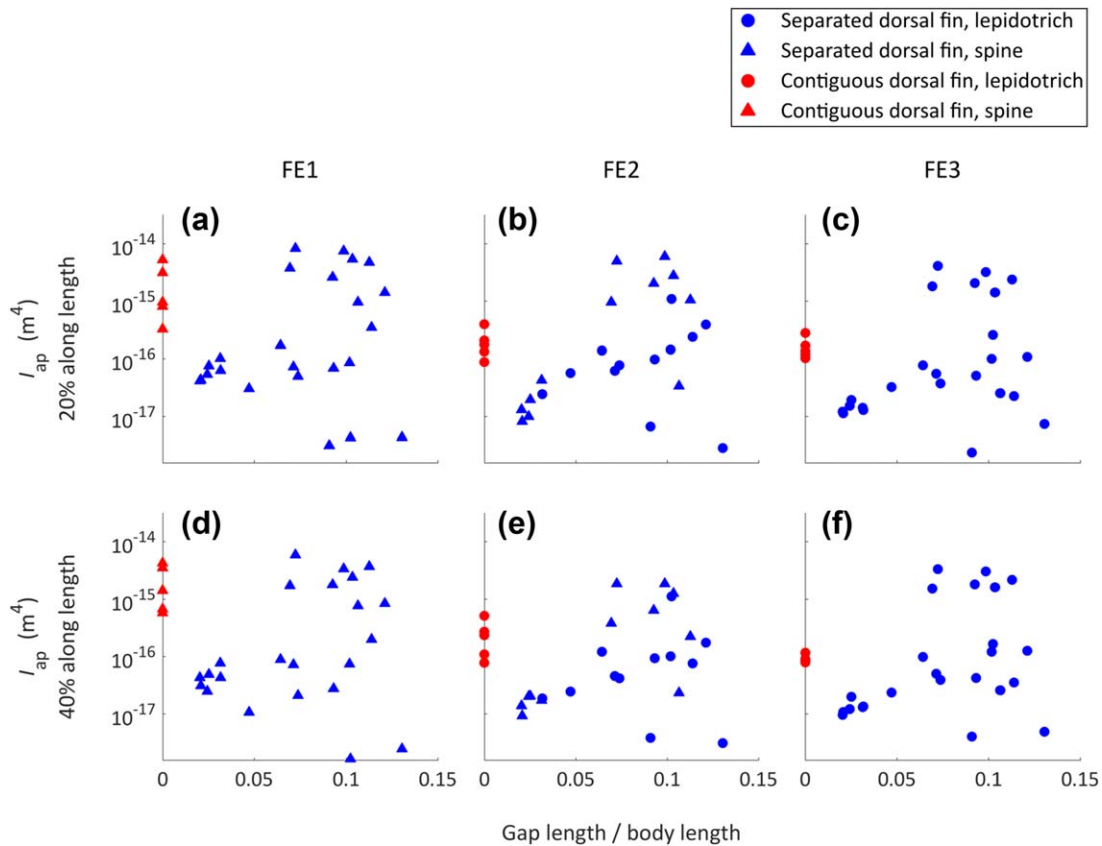 Separated dorsal fin, lepidotrich
Separated dorsal fin, spine
Contiguous dorsal fin, lepidotrich
Contiguous dorsal fin, spine
FE1
FE2
FE3
(a)
(b)
(c)
10⁻¹⁴
10⁻¹⁵
10⁻¹⁶
10⁻¹⁷
I_ap (m⁴)
20% along length
(d)
(e)
(f)
10⁻¹⁴
10⁻¹⁵
10⁻¹⁶
10⁻¹⁷
I_ap (m⁴)
40% along length
0 0.05 0.1 0.15
0 0.05 0.1 0.15
0 0.05 0.1 0.15
Gap length / body length